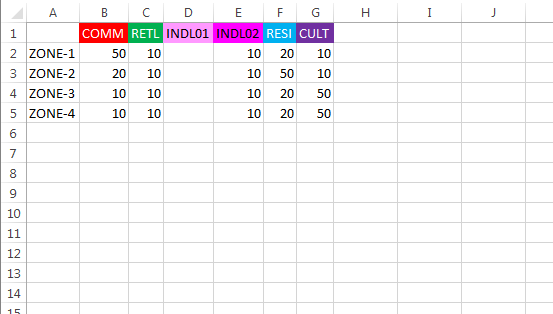 A B C D E F G H I J
1 COMM RETL INDL01 INDL02 RESI CULT
2 ZONE-1 50 10 10 20 10
3 ZONE-2 20 10 10 50 10
4 ZONE-3 10 10 10 20 50
5 ZONE-4 10 10 10 20 50
6
7
8
9
10
11
12
13
14
15